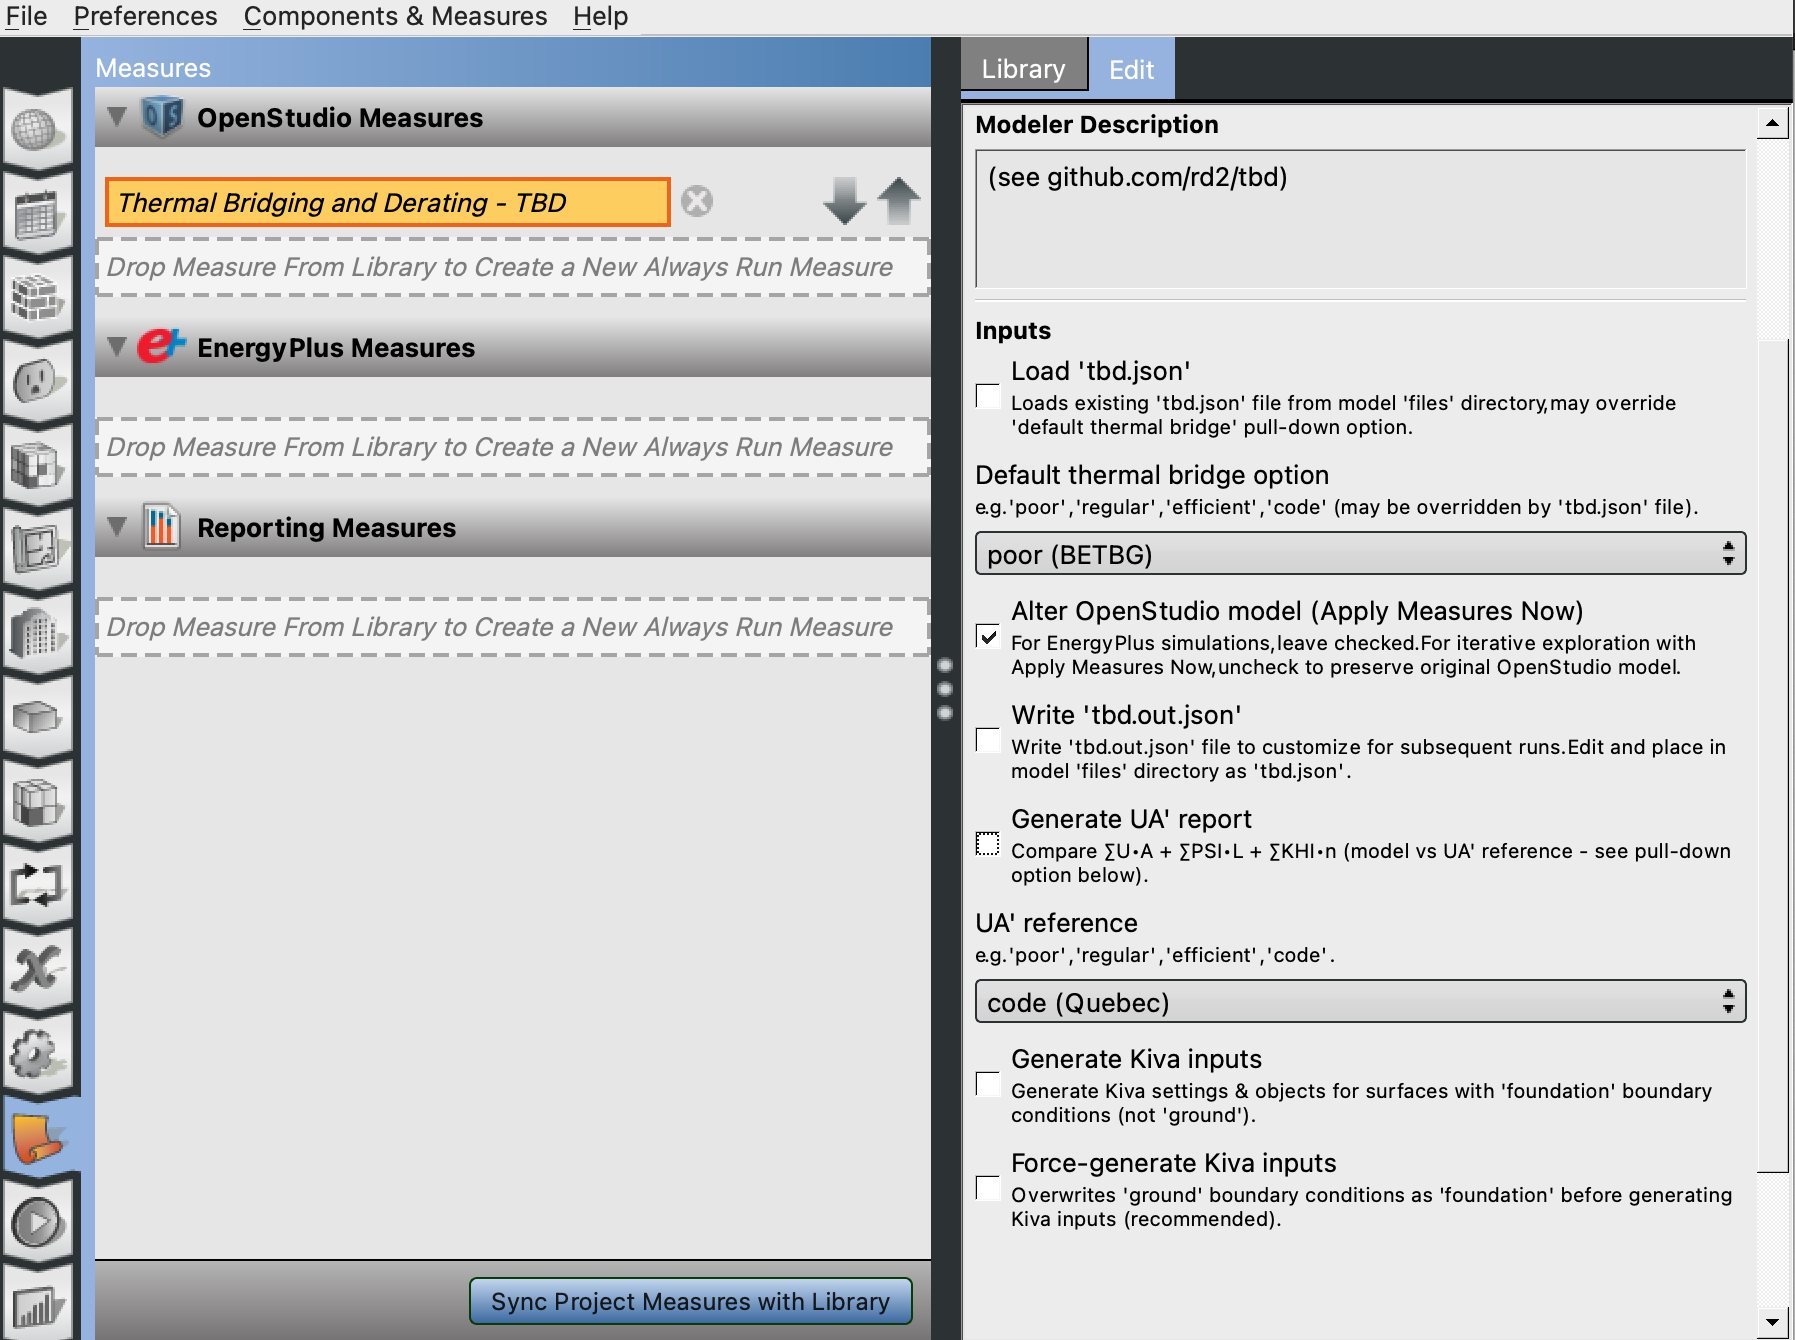 File Preferences Components & Measures Help
Measures
OpenStudio Measures
Thermal Bridging and Derating - TBD
Drop Measure From Library to Create a New Always Run Measure
EnergyPlus Measures
Drop Measure From Library to Create a New Always Run Measure
Reporting Measures
Drop Measure From Library to Create a New Always Run Measure
Sync Project Measures with Library
Library Edit
Modeler Description
(see github.com/rd2/tbd)
Inputs
Load 'tbd.json'
Loads existing 'tbd.json' file from model 'files' directory,may override
'default thermal bridge' pull-down option.
Default thermal bridge option
e.g.'poor','regular','efficient','code' (may be overridden by 'tbd.json' file).
poor (BETBG)
Alter OpenStudio model (Apply Measures Now)
For EnergyPlus simulations,leave checked.For iterative exploration with
Apply Measures Now,uncheck to preserve original OpenStudio model.
Write 'tbd.out.json'
Write 'tbd.out.json' file to customize for subsequent runs.Edit and place in
model 'files' directory as 'tbd.json'.
Generate UA' report
Compare ∑U•A + ∑PSI•L + ∑KHI•n (model vs UA' reference - see pull-down
option below).
UA' reference
e.g.'poor','regular','efficient','code'.
code (Quebec)
Generate Kiva inputs
Generate Kiva settings & objects for surfaces with 'foundation' boundary
conditions (not 'ground').
Force-generate Kiva inputs
Overwrites 'ground' boundary conditions as 'foundation' before generating
Kiva inputs (recommended).